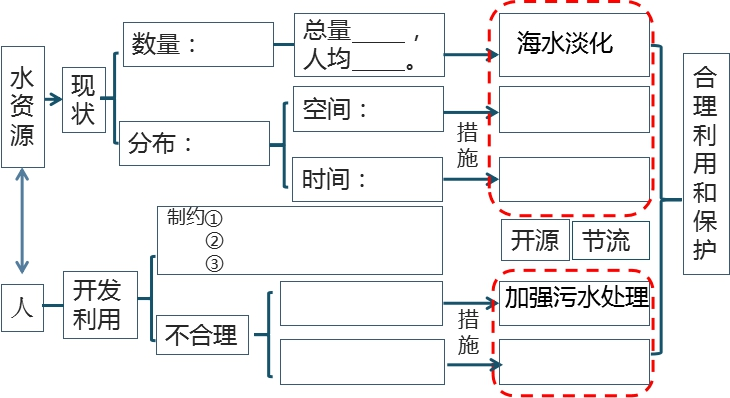 水资源
现状
数量：
总量_____，
人均_____。
海水淡化
分布：
空间：
时间：
措施
合理利用和保护
制约①
②
③
开源
节流
人
开发
利用
不合理
措施
加强污水处理